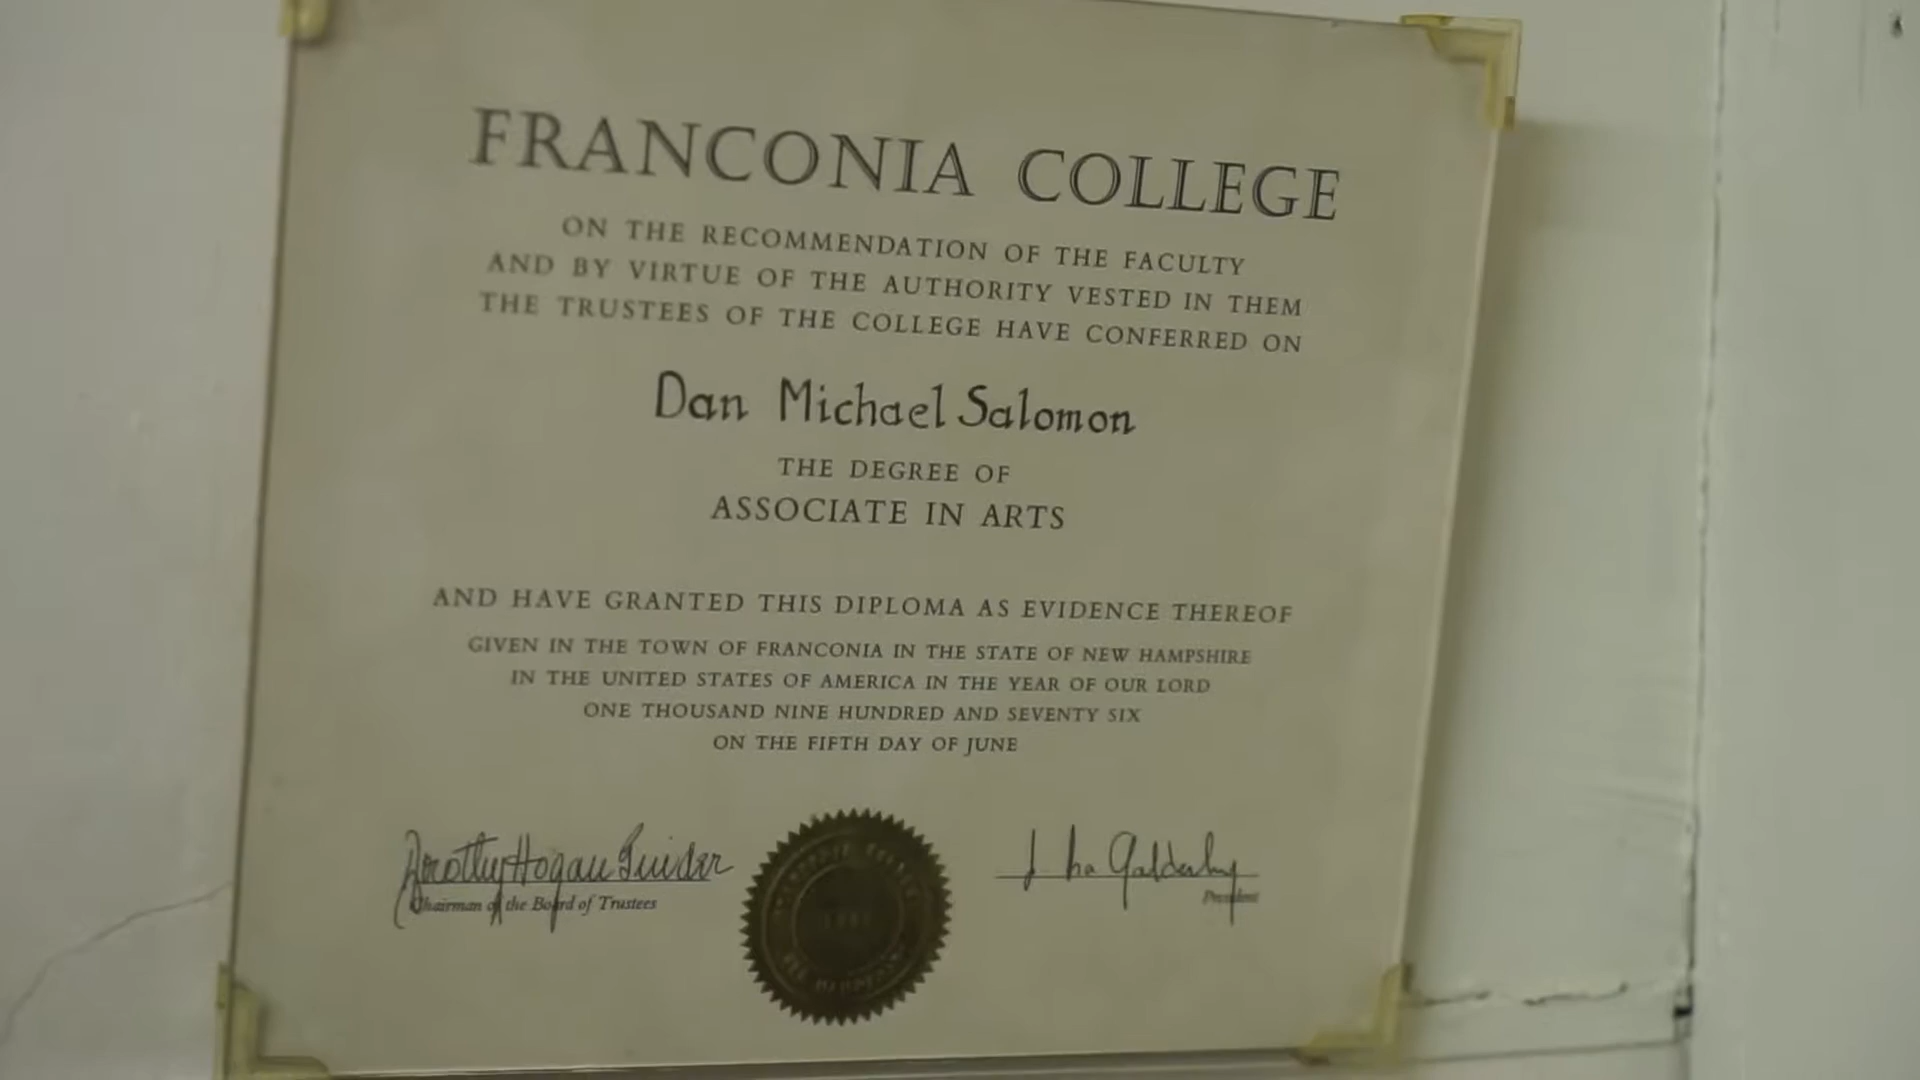 FRANCONIA COLLEGE
ON THE RECOMMENDATION OF THE FACULTY
AND BY VIRTUE OF THE AUTHORITY VESTED IN THEM
THE TRUSTEES OF THE COLLEGE HAVE CONFERRED ON
Dan Michael Salomon
THE DEGREE OF
ASSOCIATE IN ARTS
AND HAVE GRANTED THIS DIPLOMA AS EVIDENCE THEREOF
GIVEN IN THE TOWN OF FRANCONIA IN THE STATE OF NEW HAMPSHIRE
IN THE UNITED STATES OF AMERICA IN THE YEAR OF OUR LORD
ONE THOUSAND NINE HUNDRED AND SEVENTY SIX
ON THE FIFTH DAY OF JUNE
Dorothy Hogan
Chairman of the Board of Trustees
President